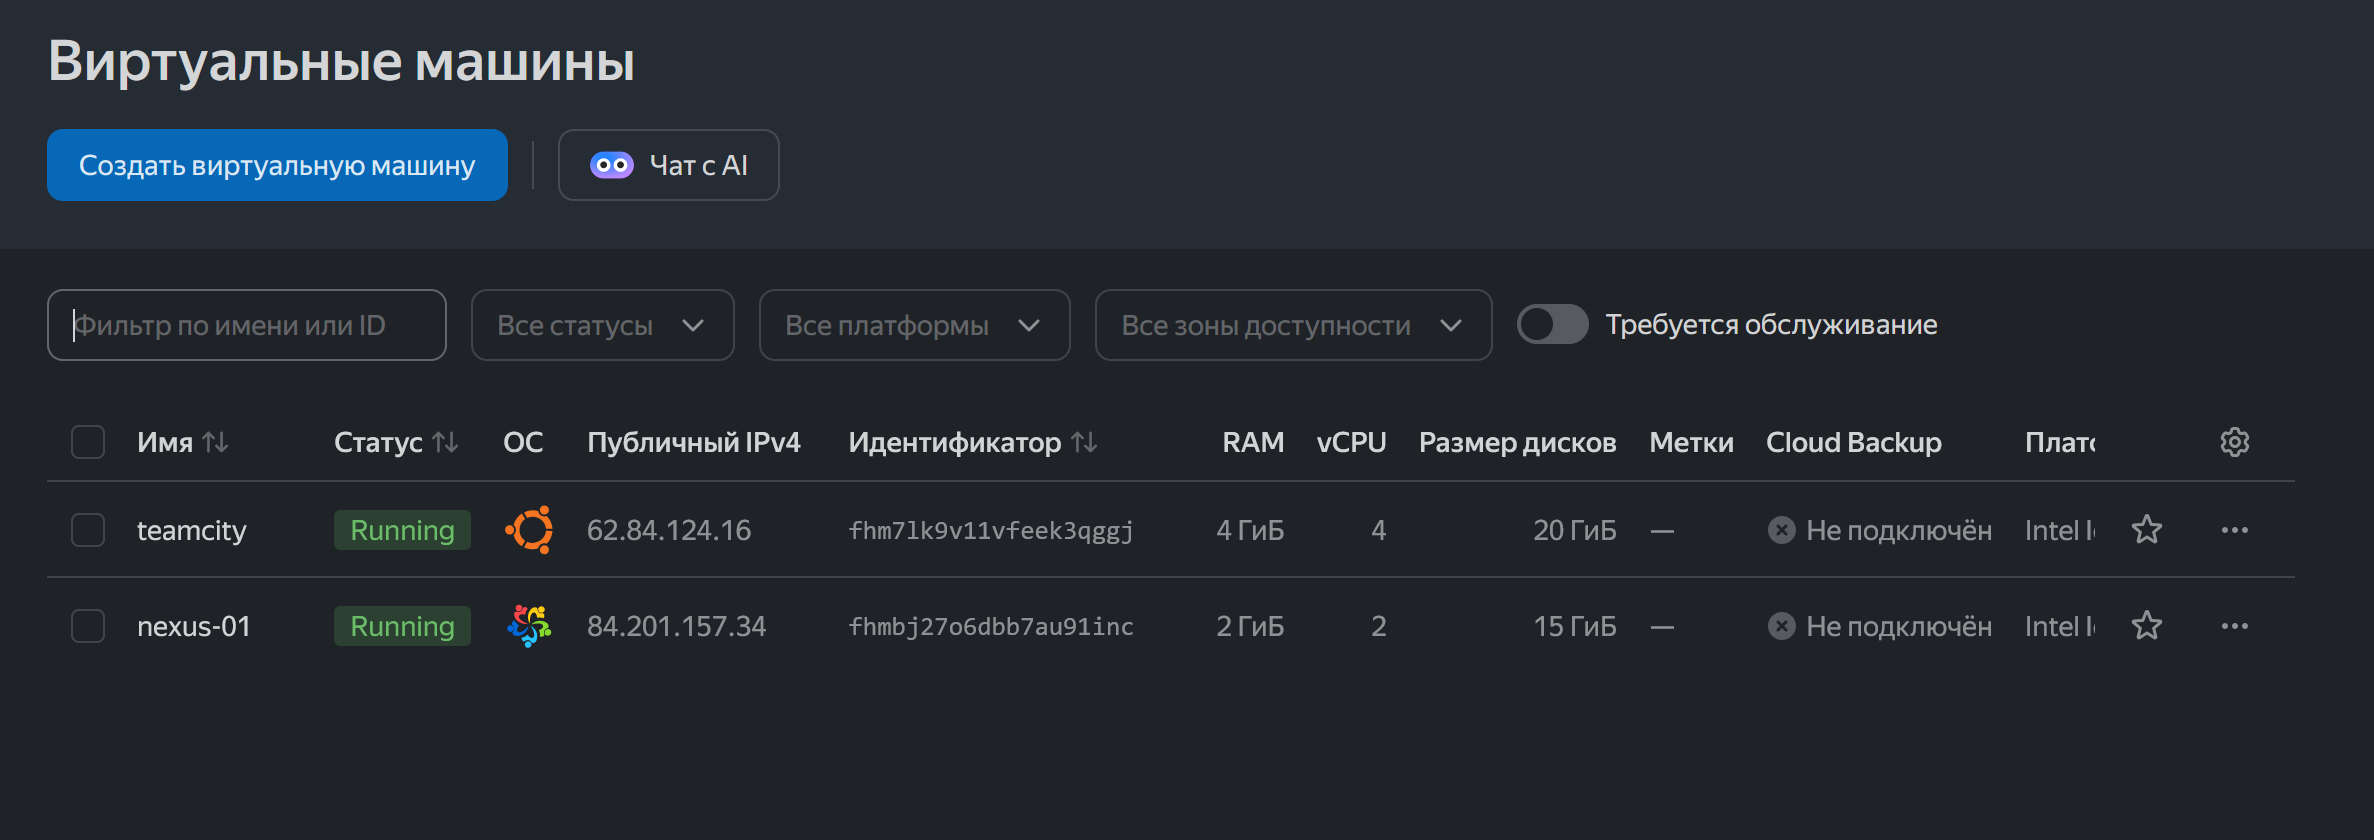 Виртуальные машины
Создать виртуальную машину
Чат с AI
Фильтр по имени или ID
Все статусы
Все платформы
Все зоны доступности
Требуется обслуживание
Имя Статус ОС Публичный IPv4 Идентификатор RAM vCPU Размер дисков Метки Cloud Backup
teamcity Running 62.84.124.16 fhm7lk9v11vfeek3qggj 4 ГиБ 4 20 ГиБ — Не подключён Intel
nexus-01 Running 84.201.157.34 fhmbj27o6dbb7au91inc 2 ГиБ 2 15 ГиБ — Не подключён Intel